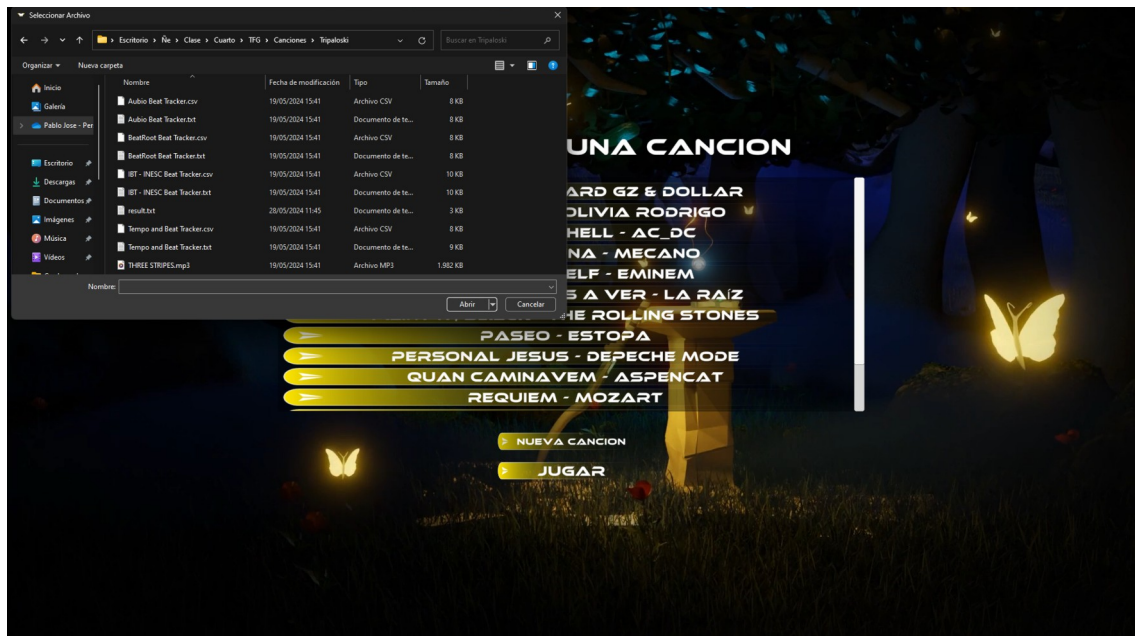 Seleccionar Archivo
Escritorio > Ñe > Clase > Cuarto > TFG > Canciones > Tripaloski
Buscar en Tripaloski
Organizar
Nueva carpeta
Inicio
Galería
Pablo Jose - Per
Escritorio
Descargas
Documentos
Imágenes
Música
Vídeos
Nombre Fecha de modificación Tipo Tamaño
Aubio Beat Tracker.csv 19/05/2024 15:41 Archivo CSV 8 KB
Aubio Beat Tracker.txt 19/05/2024 15:41 Documento de te... 8 KB
BeatRoot Beat Tracker.csv 19/05/2024 15:41 Archivo CSV 8 KB
BeatRoot Beat Tracker.txt 19/05/2024 15:41 Documento de te... 8 KB
IBT - INESC Beat Tracker.csv 19/05/2024 15:41 Archivo CSV 10 KB
IBT - INESC Beat Tracker.txt 19/05/2024 15:41 Documento de te... 10 KB
result.txt 28/05/2024 11:45 Documento de te... 3 KB
Tempo and Beat Tracker.csv 19/05/2024 15:41 Archivo CSV 8 KB
Tempo and Beat Tracker.txt 19/05/2024 15:41 Documento de te... 9 KB
THREE STRIPES.mp3 19/05/2024 15:41 Archivo MP3 1.982 KB
Nombre:
Abrir
Cancelar
UNA CANCION
ARD GZ & DOLLAR
OLIVIA RODRIGO
HELL - AC_DC
NA - MECANO
ELF - EMINEM
S A VER - LA RAÍZ
HE ROLLING STONES
PASEO - ESTOPA
PERSONAL JESUS - DEPECHE MODE
QUAN CAMINAVEM - ASPENCAT
REQUIEM - MOZART
NUEVA CANCION
JUGAR